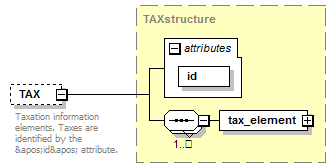 TAXstructure
attributes
id
TAX
tax_element
1..□
Taxation information
elements. Taxes are
identified by the
&apos;id&apos; attribute.